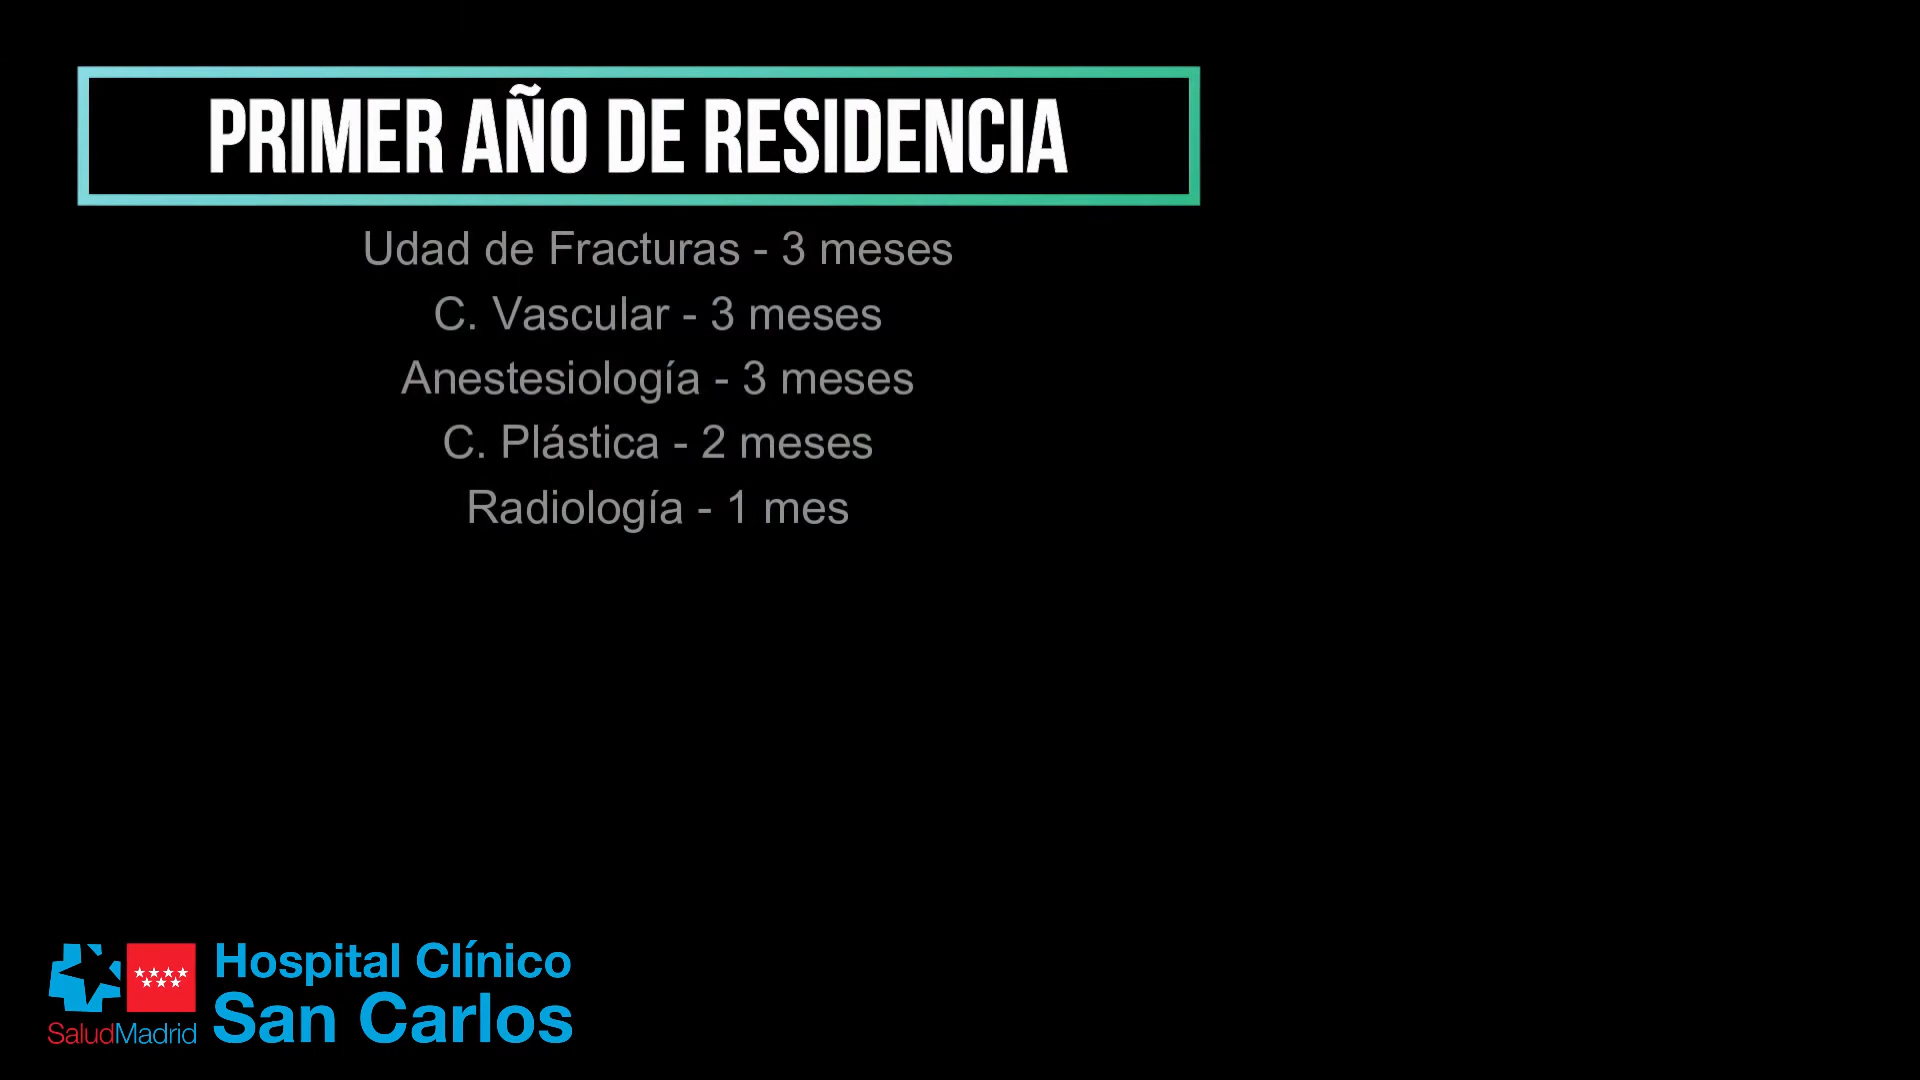 PRIMER AÑO DE RESIDENCIA
Udad de Fracturas - 3 meses
C. Vascular - 3 meses
Anestesiología - 3 meses
C. Plástica - 2 meses
Radiología - 1 mes
Hospital Clínico
San Carlos
SaludMadrid